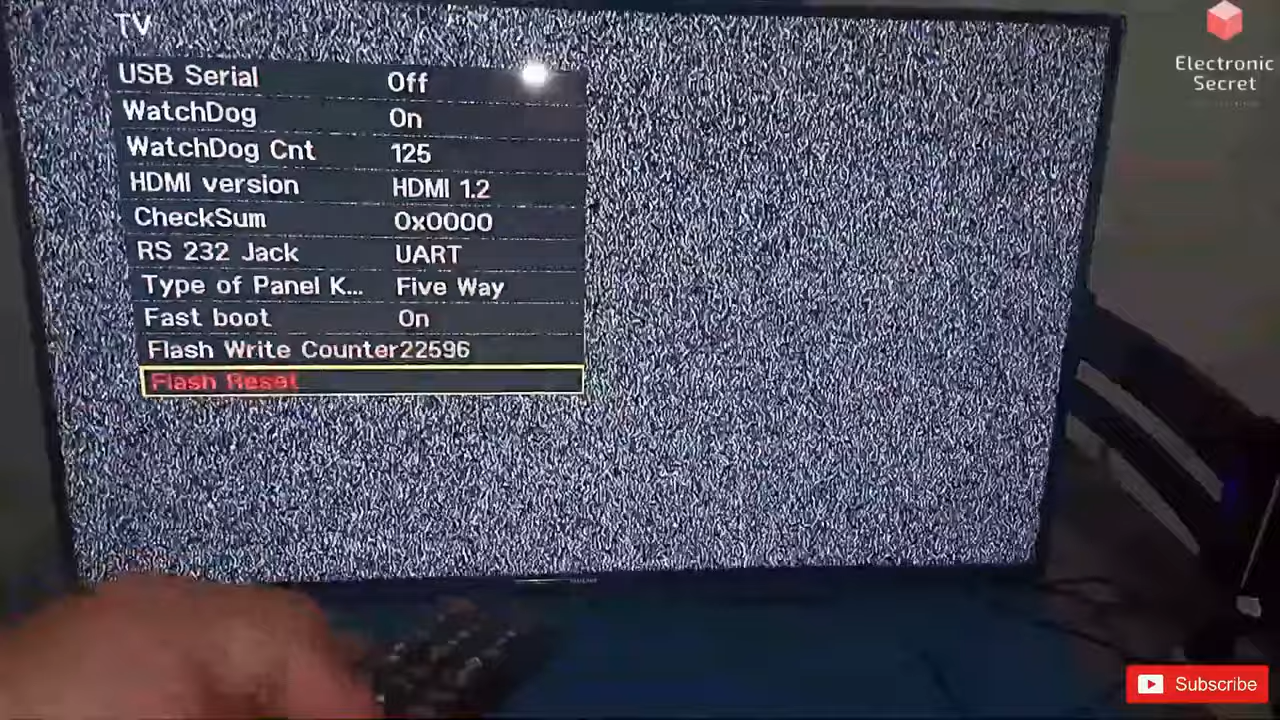 TV
USB Serial Off
WatchDog On
WatchDog Cnt 125
HDMI version HDMI 1.2
CheckSum 0x0000
RS 232 Jack UART
Type of Panel K... Five Way
Fast boot On
Flash Write Counter22596
Flash Reset
Electronic
Secret
Subscribe